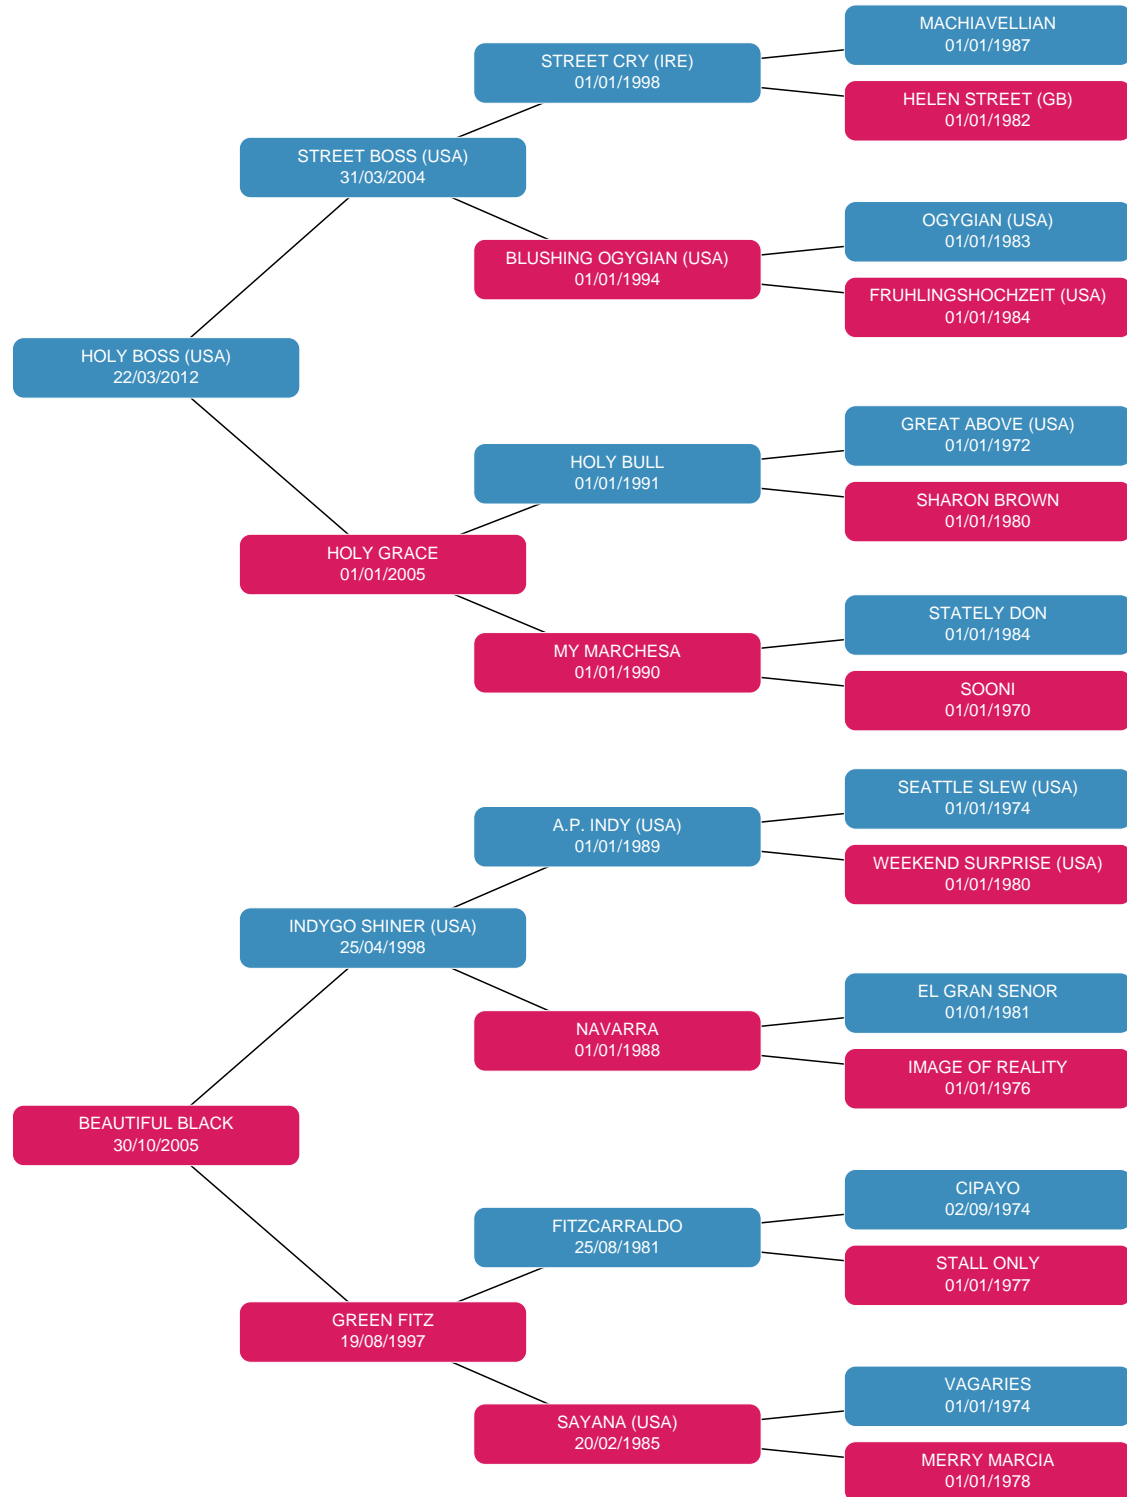 MACHIAVELLIAN
01/01/1987
STREET CRY (IRE)
01/01/1998
HELEN STREET (GB)
01/01/1982
STREET BOSS (USA)
31/03/2004
OGYGIAN (USA)
01/01/1983
BLUSHING OGYGIAN (USA)
01/01/1994
FRUHLINGSHOCHZEIT (USA)
01/01/1984
HOLY BOSS (USA)
22/03/2012
GREAT ABOVE (USA)
01/01/1972
HOLY BULL
01/01/1991
SHARON BROWN
01/01/1980
HOLY GRACE
01/01/2005
STATELY DON
01/01/1984
MY MARCHESA
01/01/1990
SOONI
01/01/1970
SEATTLE SLEW (USA)
01/01/1974
A.P. INDY (USA)
01/01/1989
WEEKEND SURPRISE (USA)
01/01/1980
INDYGO SHINER (USA)
25/04/1998
EL GRAN SENOR
01/01/1981
NAVARRA
01/01/1988
IMAGE OF REALITY
01/01/1976
BEAUTIFUL BLACK
30/10/2005
CIPAYO
02/09/1974
FITZCARRALDO
25/08/1981
STALL ONLY
01/01/1977
GREEN FITZ
19/08/1997
VAGARIES
01/01/1974
SAYANA (USA)
20/02/1985
MERRY MARCIA
01/01/1978